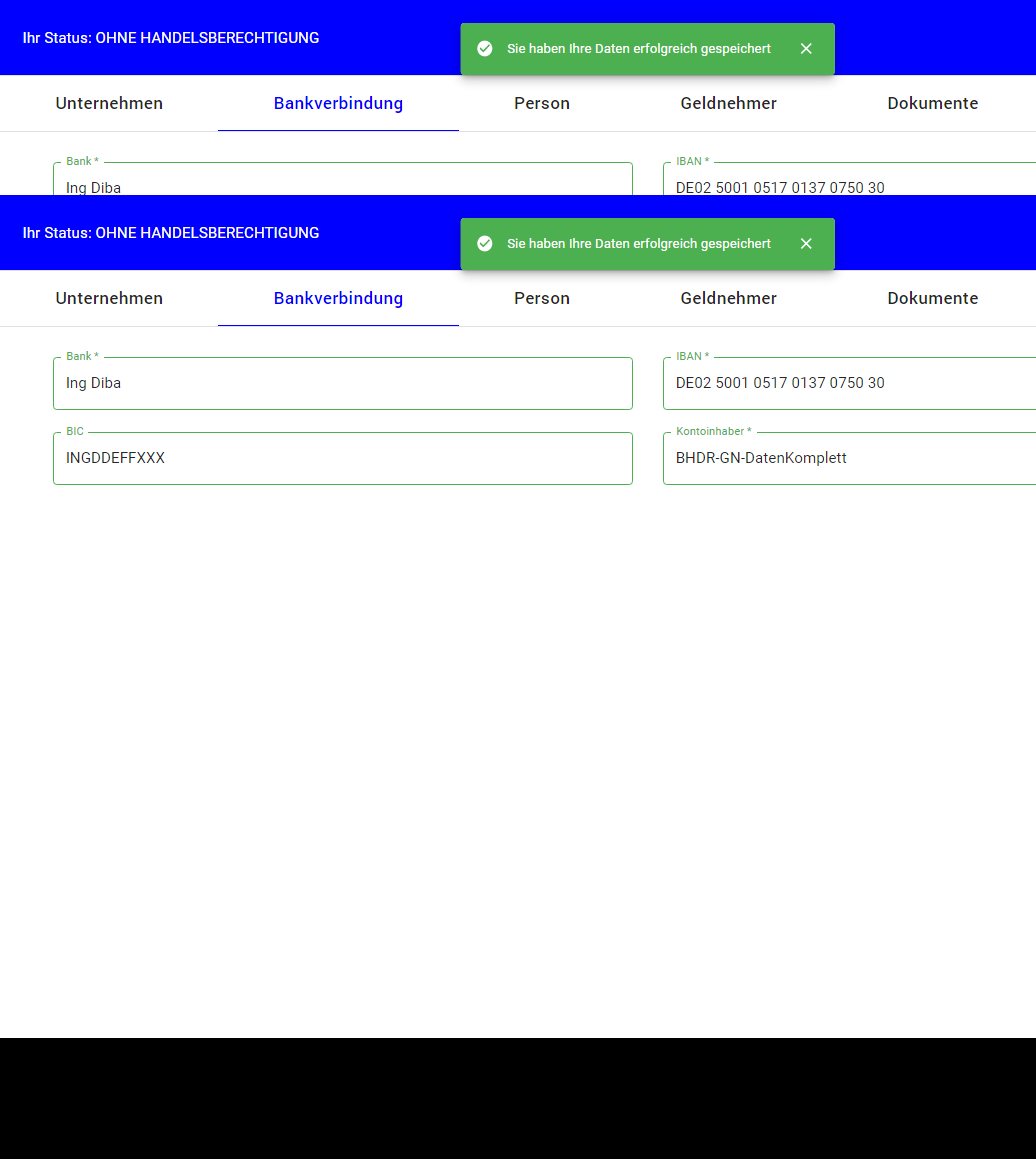 Ihr Status: OHNE HANDELSBERECHTIGUNG
Sie haben Ihre Daten erfolgreich gespeichert
Unternehmen Bankverbindung Person Geldnehmer Dokumente
Bank * IBAN *
Ing Diba DE02 5001 0517 0137 0750 30
Ihr Status: OHNE HANDELSBERECHTIGUNG
Sie haben Ihre Daten erfolgreich gespeichert
Unternehmen Bankverbindung Person Geldnehmer Dokumente
Bank * IBAN *
Ing Diba DE02 5001 0517 0137 0750 30
BIC Kontoinhaber *
INGDDEFFXXX BHDR-GN-DatenKomplett